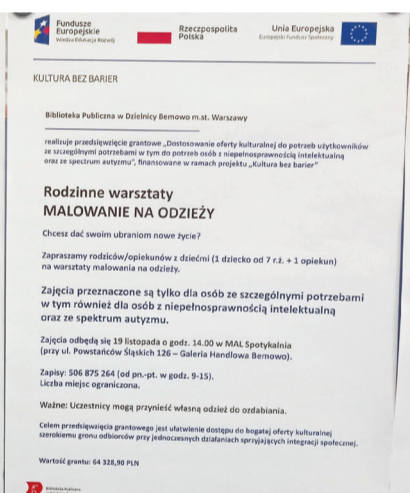 Fundusze
Europejskie
Wiedza Edukacja Rozwój
Rzeczpospolita
Polska
Unia Europejska
Europejski Fundusz Społeczny
KULTURA BEZ BARIER
Biblioteka Publiczna w Dzielnicy Bemowo m.st. Warszawy
realizuje przedsięwzięcie grantowe „Dostosowanie oferty kulturalnej do potrzeb użytkowników
ze szczególnymi potrzebami w tym do potrzeb osób z niepełnosprawnością intelektualną
oraz ze spektrum autyzmu", finansowane w ramach projektu „Kultura bez barier"
Rodzinne warsztaty
MALOWANIE NA ODZIEŻY
Chcesz dać swoim ubraniom nowe życie?
Zapraszamy rodziców/opiekunów z dziećmi (1 dziecko od 7 r.ż. + 1 opiekun)
na warsztaty malowania na odzieży.
Zajęcia przeznaczone są tylko dla osób ze szczególnymi potrzebami
w tym również dla osób z niepełnosprawnością intelektualną
oraz ze spektrum autyzmu.
Zajęcia odbędą się 19 listopada o godz. 14.00 w MAL Spotykalnia
(przy ul. Powstańców Śląskich 126 – Galeria Handlowa Bemowo).
Zapisy: 506 875 264 (od pn.-pt. w godz. 9-15).
Liczba miejsc ograniczona.
Ważne: Uczestnicy mogą przynieść własną odzież do ozdabiania.
Celem przedsięwzięcia grantowego jest ułatwienie dostępu do bogatej oferty kulturalnej
szerokiemu gronu odbiorców przy jednoczesnych działaniach sprzyjających integracji społecznej.
Wartość grantu: 64 328,90 PLN
Biblioteka Publiczna